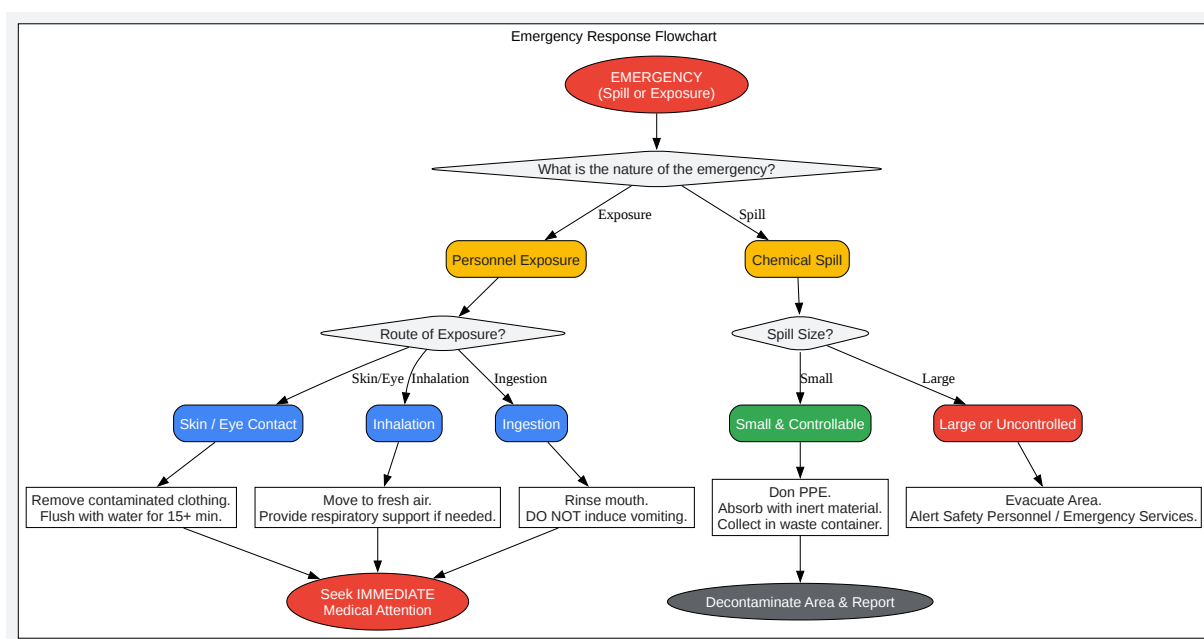 Emergency Response Flowchart
EMERGENCY
(Spill or Exposure)
What is the nature of the emergency?
Exposure
Spill
Personnel Exposure
Chemical Spill
Route of Exposure?
Spill Size?
Skin/Eye
Inhalation
Ingestion
Small
Large
Skin / Eye Contact
Inhalation
Ingestion
Small & Controllable
Large or Uncontrolled
Remove contaminated clothing.
Flush with water for 15+ min.
Move to fresh air.
Provide respiratory support if needed.
Rinse mouth.
DO NOT induce vomiting.
Don PPE.
Absorb with inert material.
Collect in waste container.
Evacuate Area.
Alert Safety Personnel / Emergency Services.
Seek IMMEDIATE
Medical Attention
Decontaminate Area & Report